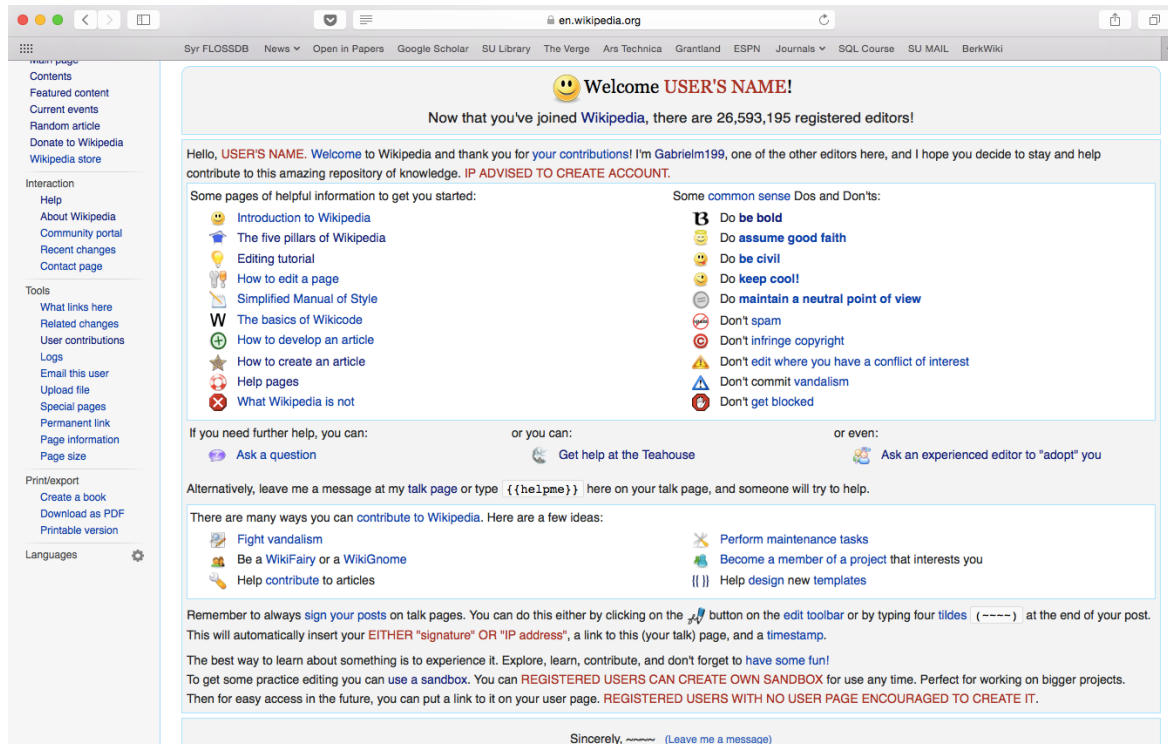 en.wikipedia.org
Syr FLOSSDB News Open in Papers Google Scholar SU Library The Verge Ars Technica Grantland ESPN Journals SQL Course SU MAIL BerkWiki
Main page
Contents
Featured content
Current events
Random article
Donate to Wikipedia
Wikipedia store
Interaction
Help
About Wikipedia
Community portal
Recent changes
Contact page
Tools
What links here
Related changes
User contributions
Logs
Email this user
Upload file
Special pages
Permanent link
Page information
Page size
Print/export
Create a book
Download as PDF
Printable version
Languages
Welcome USER'S NAME!
Now that you've joined Wikipedia, there are 26,593,195 registered editors!
Hello, USER'S NAME. Welcome to Wikipedia and thank you for your contributions! I'm Gabrielm199, one of the other editors here, and I hope you decide to stay and help
contribute to this amazing repository of knowledge. IP ADVISED TO CREATE ACCOUNT.
Some pages of helpful information to get you started:
Introduction to Wikipedia
The five pillars of Wikipedia
Editing tutorial
How to edit a page
Simplified Manual of Style
W The basics of Wikicode
How to develop an article
How to create an article
Help pages
What Wikipedia is not
Some common sense Dos and Don'ts:
B Do be bold
Do assume good faith
Do be civil
Do keep cool!
Do maintain a neutral point of view
Don't spam
Don't infringe copyright
Don't edit where you have a conflict of interest
Don't commit vandalism
Don't get blocked
If you need further help, you can:
Ask a question
or you can:
Get help at the Teahouse
or even:
Ask an experienced editor to "adopt" you
Alternatively, leave me a message at my talk page or type {{helpme}} here on your talk page, and someone will try to help.
There are many ways you can contribute to Wikipedia. Here are a few ideas:
Fight vandalism
Be a WikiFairy or a WikiGnome
Help contribute to articles
Perform maintenance tasks
Become a member of a project that interests you
{{ }} Help design new templates
Remember to always sign your posts on talk pages. You can do this either by clicking on the button on the edit toolbar or by typing four tildes (~~~~) at the end of your post.
This will automatically insert your EITHER "signature" OR "IP address", a link to this (your talk) page, and a timestamp.
The best way to learn about something is to experience it. Explore, learn, contribute, and don't forget to have some fun!
To get some practice editing you can use a sandbox. You can REGISTERED USERS CAN CREATE OWN SANDBOX for use any time. Perfect for working on bigger projects.
Then for easy access in the future, you can put a link to it on your user page. REGISTERED USERS WITH NO USER PAGE ENCOURAGED TO CREATE IT.
Sincerely, ~~~~ (Leave me a message)